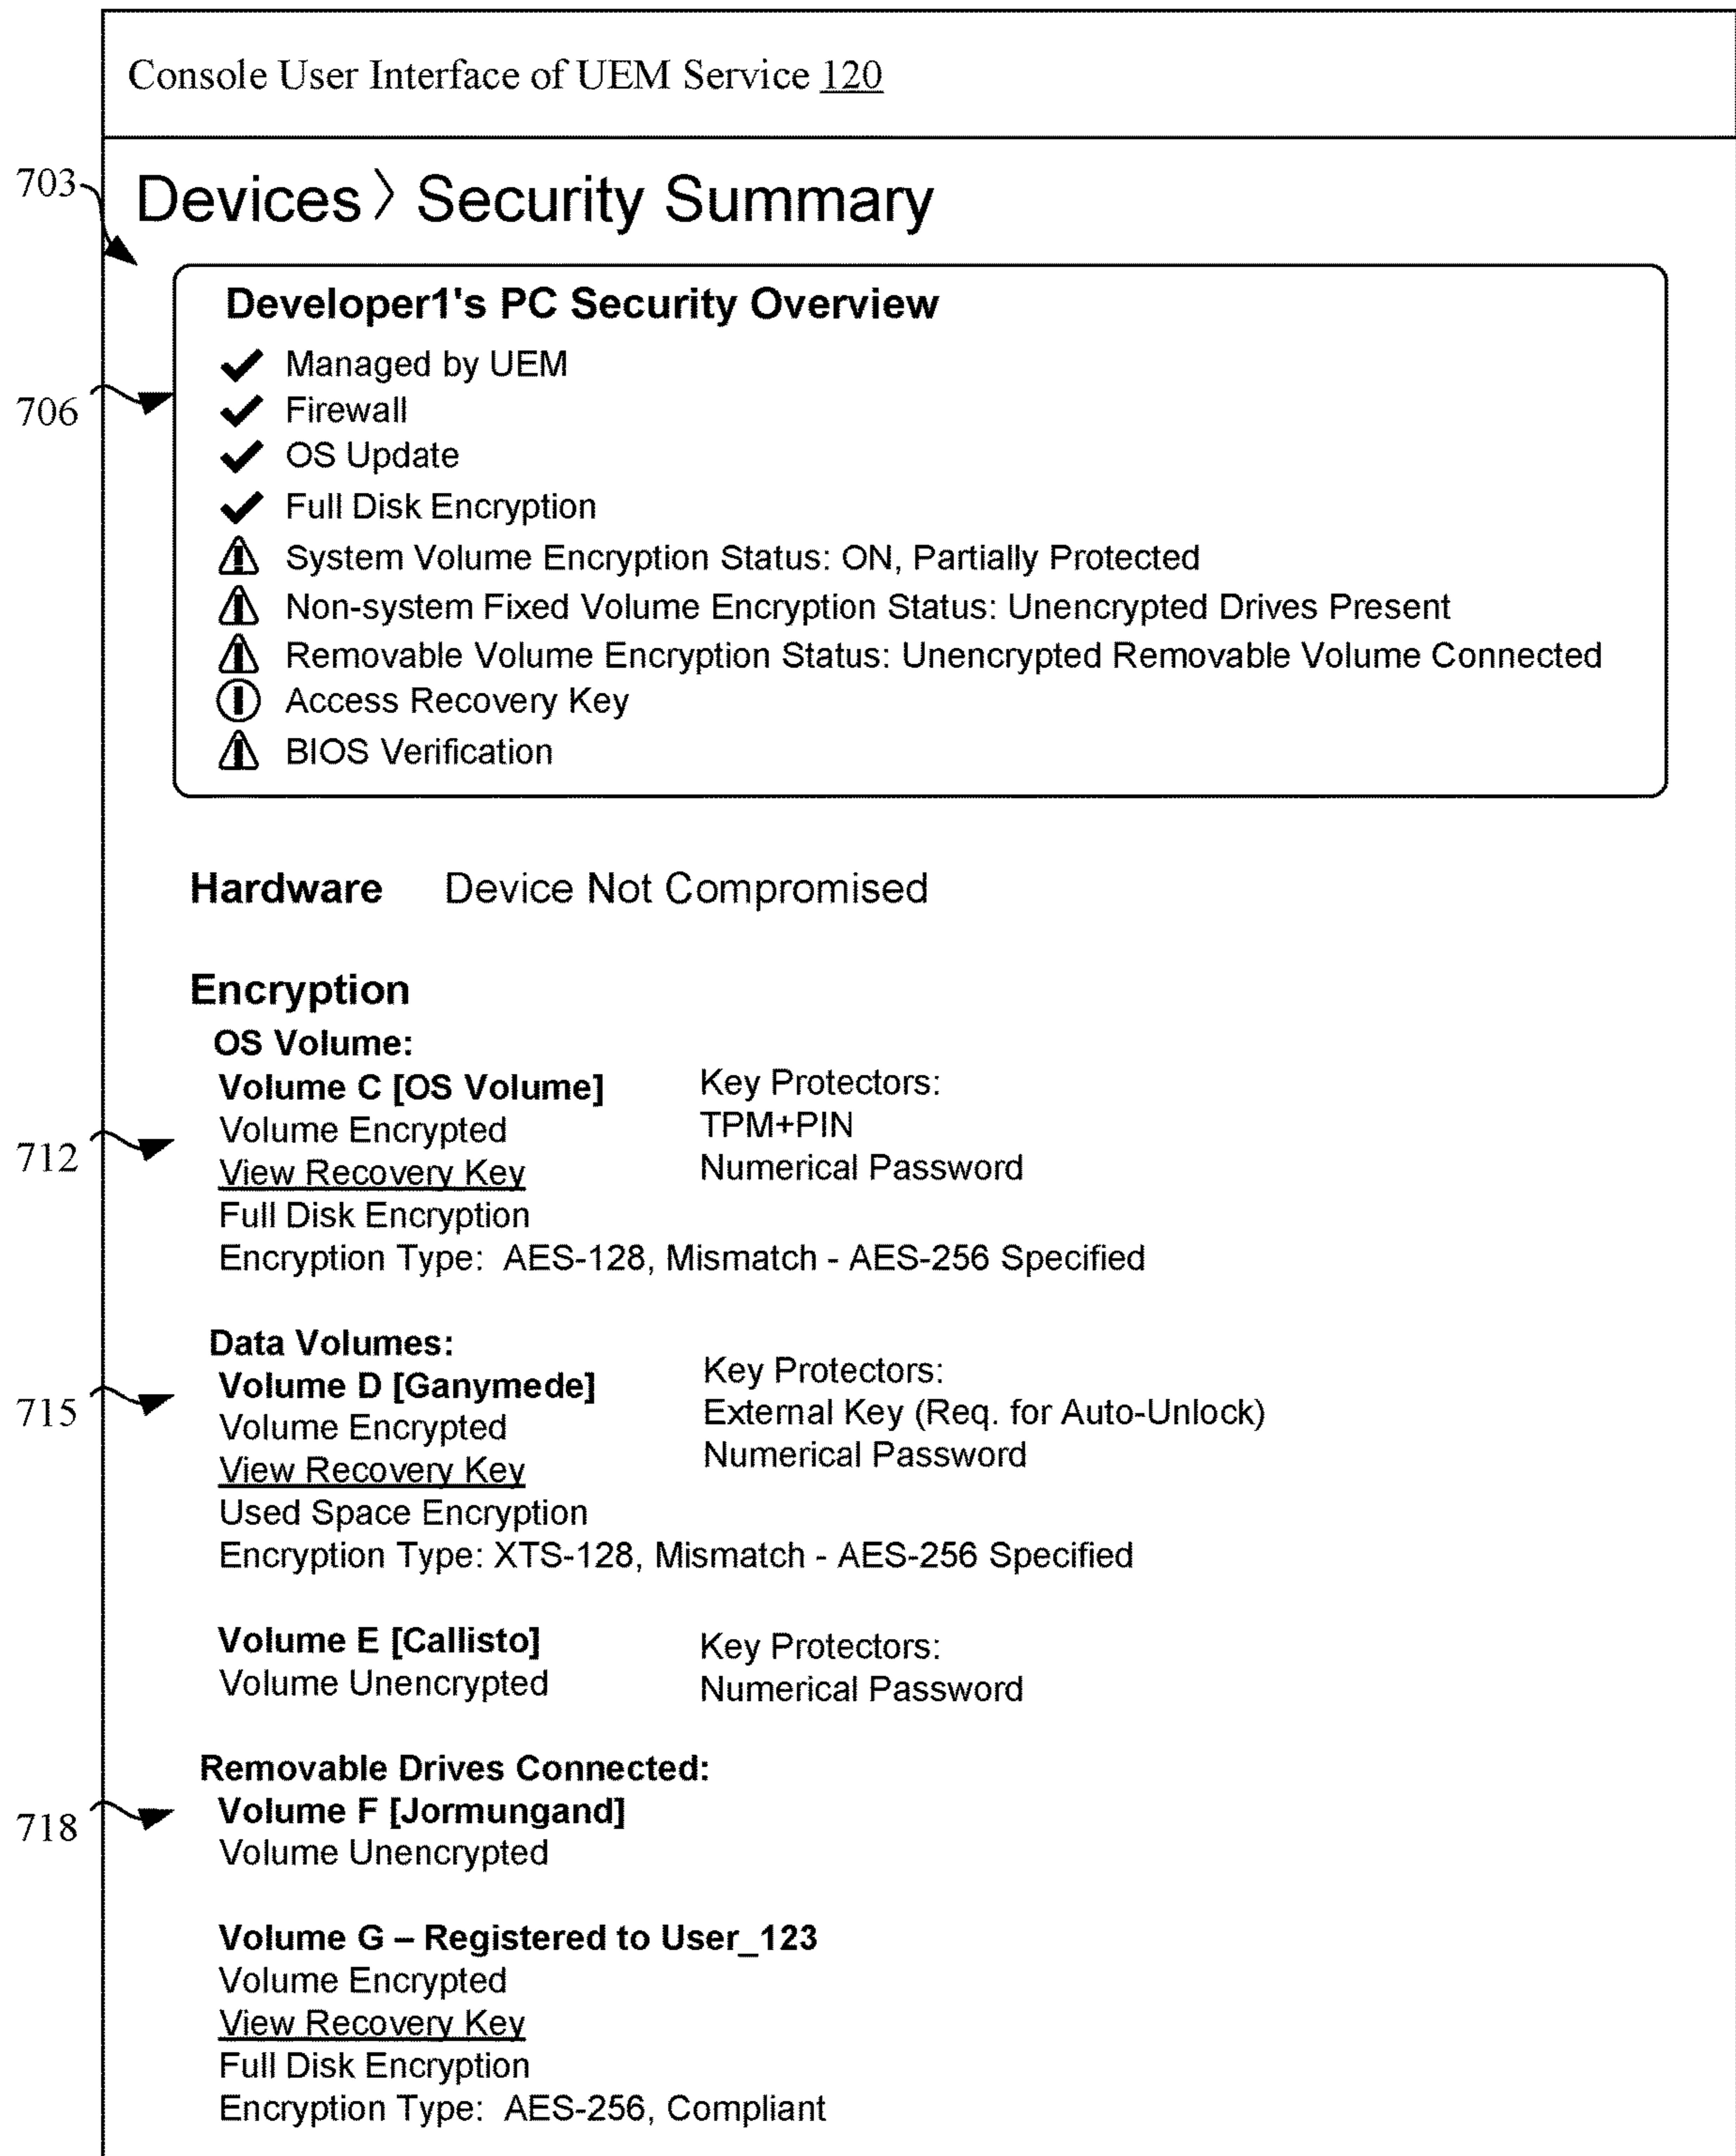 Console User Interface of UEM Service 120
703
Devices > Security Summary
Developer1's PC Security Overview
Managed by UEM
706
Firewall
OS Update
Full Disk Encryption
System Volume Encryption Status: ON, Partially Protected
Non-system Fixed Volume Encryption Status: Unencrypted Drives Present
Removable Volume Encryption Status: Unencrypted Removable Volume Connected
Access Recovery Key
BIOS Verification
Hardware Device Not Compromised
Encryption
OS Volume:
Volume C [OS Volume]
Volume Encrypted
712
View Recovery Key
Full Disk Encryption
Key Protectors:
TPM+PIN
Numerical Password
Encryption Type: AES-128, Mismatch - AES-256 Specified
Data Volumes:
Volume D [Ganymede]
715
Volume Encrypted
View Recovery Key
Used Space Encryption
Key Protectors:
External Key (Req. for Auto-Unlock)
Numerical Password
Encryption Type: XTS-128, Mismatch - AES-256 Specified
Volume E [Callisto]
Volume Unencrypted
Key Protectors:
Numerical Password
Removable Drives Connected:
718
Volume F [Jormungand]
Volume Unencrypted
Volume G – Registered to User_123
Volume Encrypted
View Recovery Key
Full Disk Encryption
Encryption Type: AES-256, Compliant